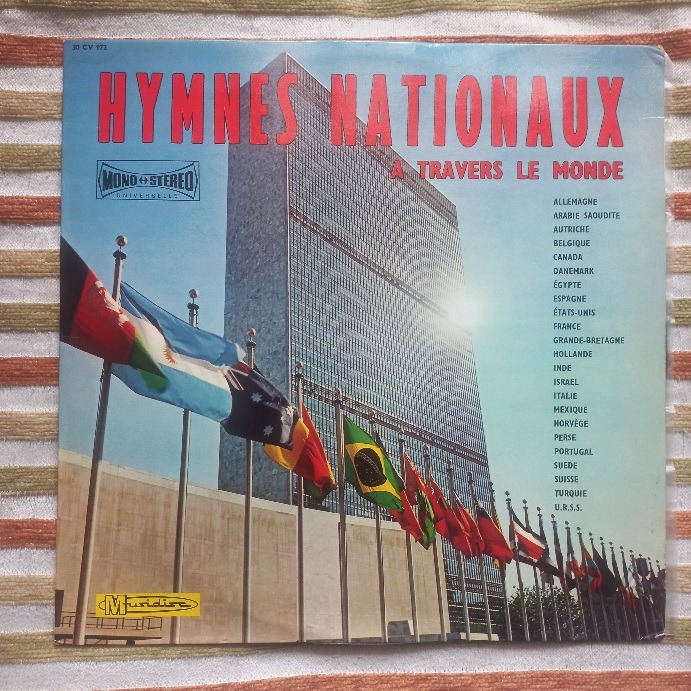 30 CV 972
HYMNES NATIONAUX
A TRAVERS LE MONDE
MONO ↔ STEREO
UNIVERSELLE
ALLEMAGNE
ARABIE SAOUDITE
AUTRICHE
BELGIQUE
CANADA
DANEMARK
ÉGYPTE
ESPAGNE
ÉTATS-UNIS
FRANCE
GRANDE-BRETAGNE
HOLLANDE
INDE
ISRAEL
ITALIE
MEXIQUE
NORVÈGE
PERSE
PORTUGAL
SUEDE
SUISSE
TURQUIE
U.R.S.S.
Musidisc